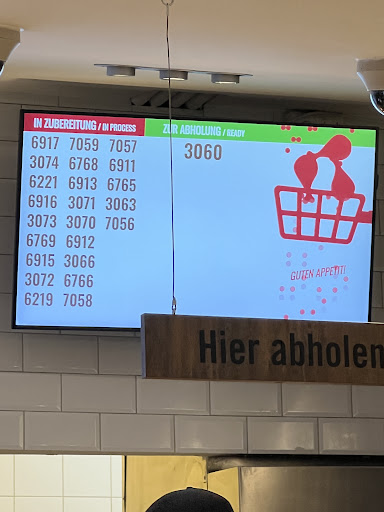 IN ZUBEREITUNG / IN PROCESS
ZUR ABHOLUNG / READY
6917 7059 7057
3074 6768 6911
6221 6913 6765
6916 3071 3063
3073 3070 7056
6769 6912
6915 3066
3072 6766
6219 7058
3060
GUTEN APPETIT!
Hier abholen